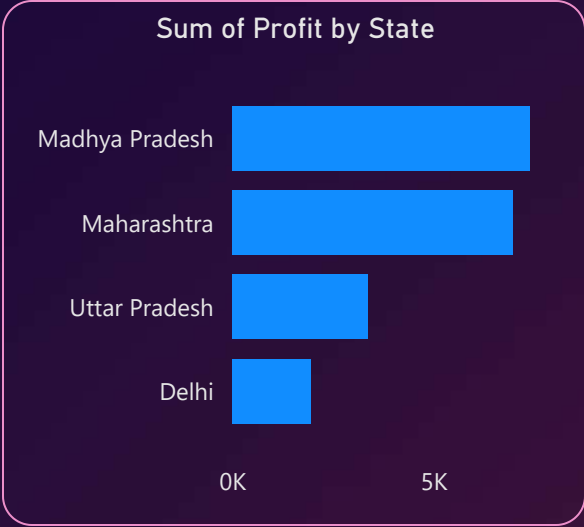 Sum of Profit by State
Madhya Pradesh
Maharashtra
Uttar Pradesh
Delhi
0K 5K